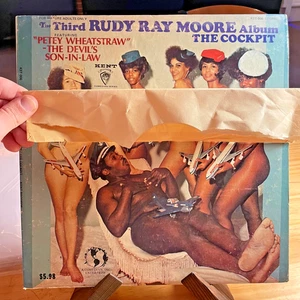 The Third RUDY RAY MOORE Album
THE COCKPIT
FEATURING
"PETEY WHEATSTRAW"
-THE DEVIL'S
SON-IN-LAW
KENT
$5.98